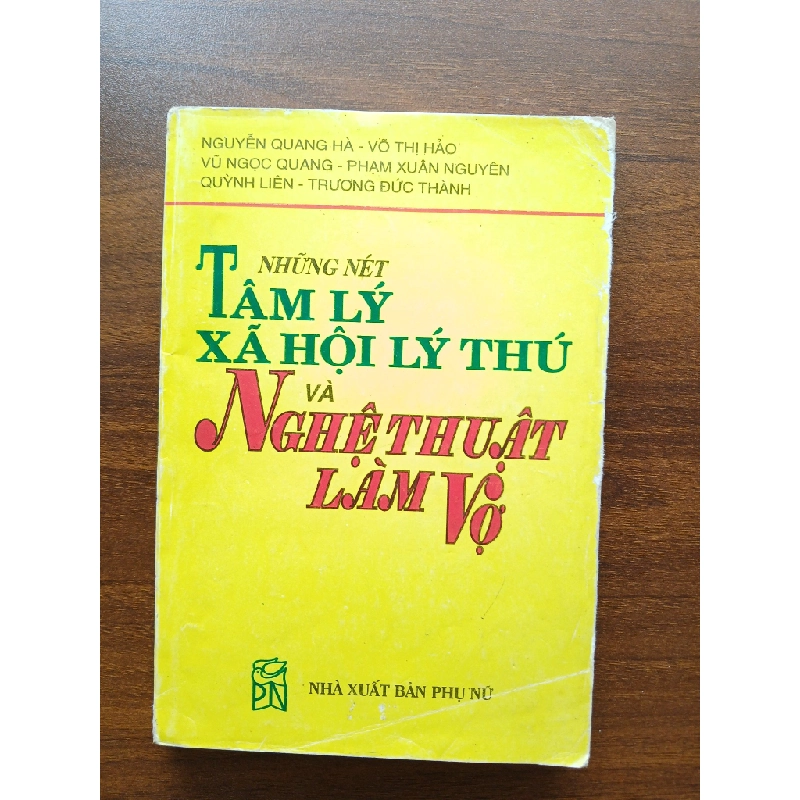 NGUYỄN QUANG HÀ - VÕ THỊ HẢO
VŨ NGỌC QUANG - PHẠM XUÂN NGUYÊN
QUỲNH LIÊN - TRƯƠNG ĐỨC THÀNH
NHỮNG NÉT
TÂM LÝ
XÃ HỘI LÝ THÚ
VÀ
NGHỆ THUẬT
LÀM VỢ
PN
NHÀ XUẤT BẢN PHỤ NỮ